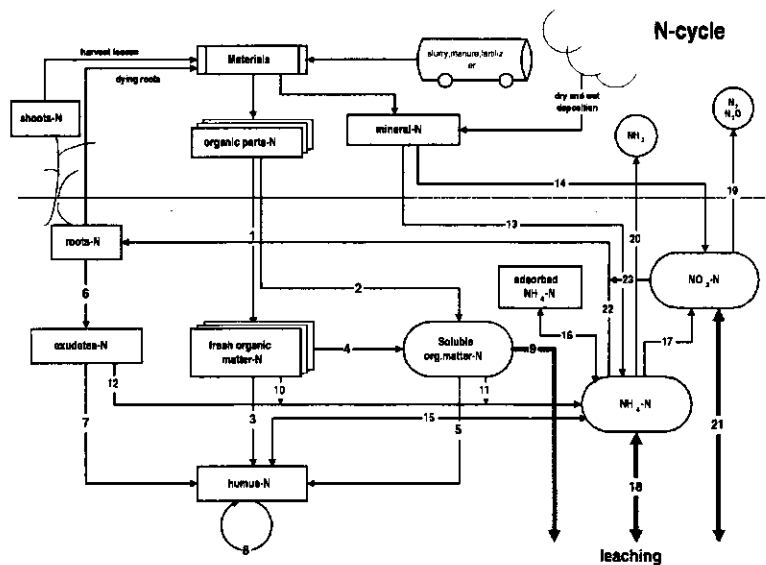 N-cycle
harvest losses
Materials
slurry,manure,fertiliz
er
dying roots
dry and wet
deposition
N₂
N₂O
shoots-N
mineral-N
NH₃
organic parts-N
14
19
13
20
roots-N
1
6
2
adsorbed
NH₄-N
23
NO₃-N
22
exudates-N
fresh organic
matter-N
4
Soluble
org.matter-N
9
16
17
12
10
11
NH₄-N
7
3
15
5
21
humus-N
18
8
leaching